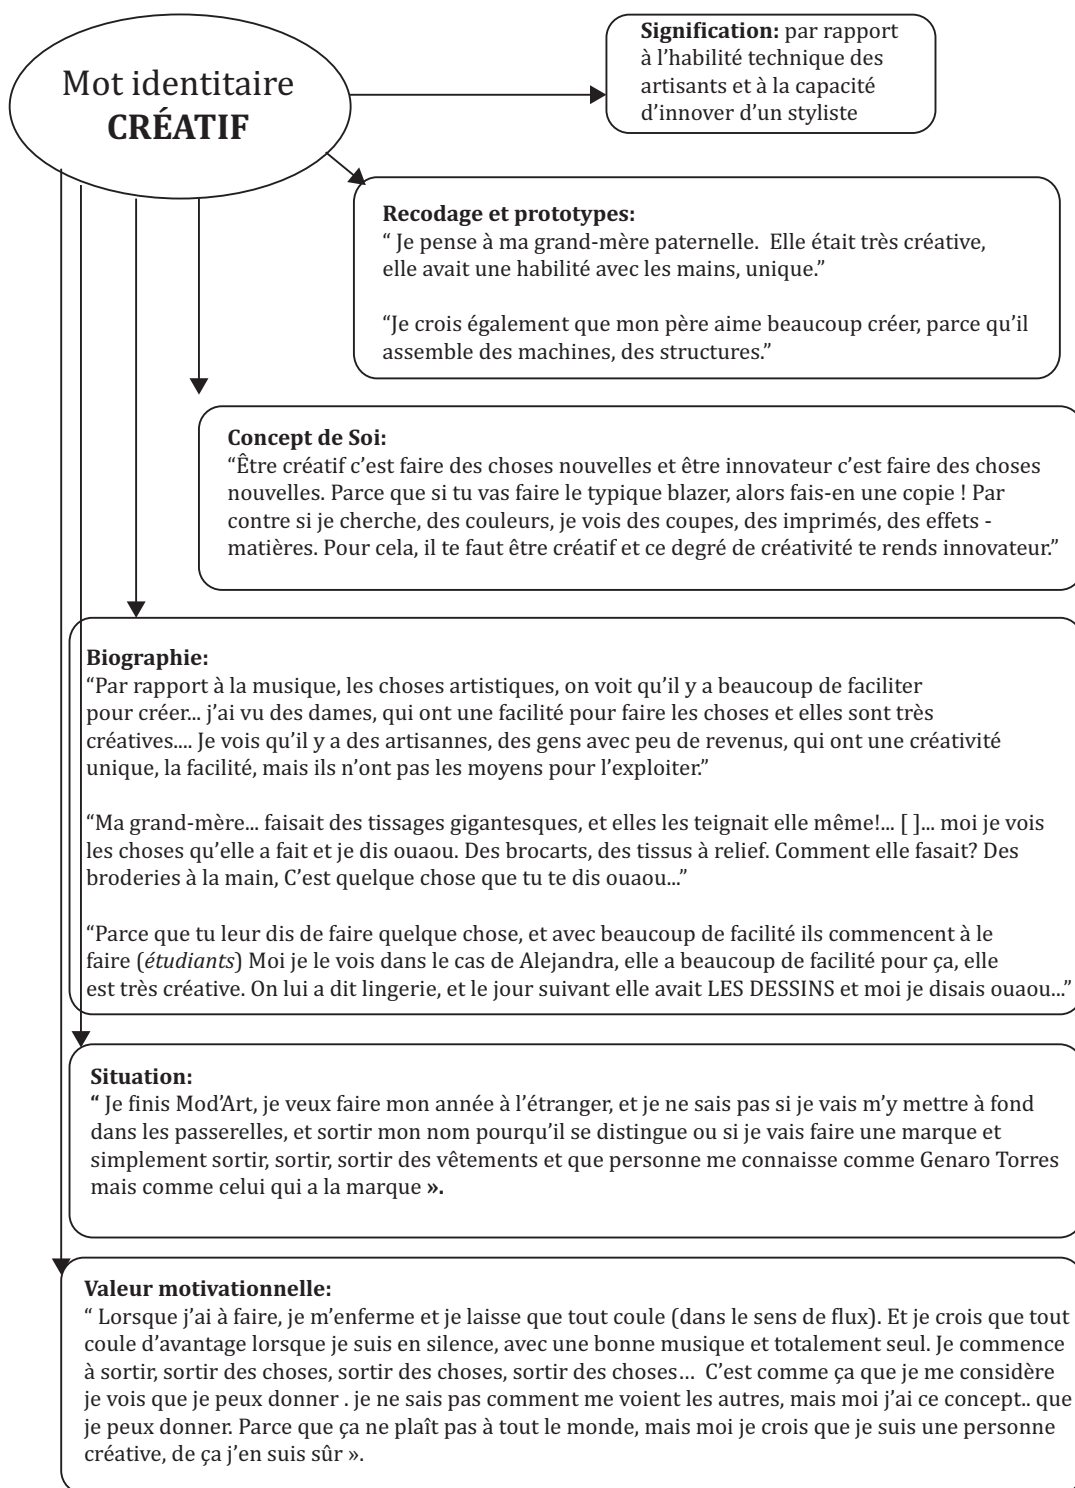 Mot identitaire
CRÉATIF
Signification: par rapport
à l’habilité technique des
artisants et à la capacité
d’innover d’un styliste
Recodage et prototypes:
“ Je pense à ma grand-mère paternelle.  Elle était très créative,
elle avait une habilité avec les mains, unique.”
“Je crois également que mon père aime beaucoup créer, parce qu’il
assemble des machines, des structures.”
Concept de Soi:
“Être créatif c’est faire des choses nouvelles et être innovateur c’est faire des choses
nouvelles. Parce que si tu vas faire le typique blazer, alors fais-en une copie ! Par
contre si je cherche, des couleurs, je vois des coupes, des imprimés, des effets -
matières. Pour cela, il te faut être créatif et ce degré de créativité te rends innovateur.”
Biographie:
“Par rapport à la musique, les choses artistiques, on voit qu’il y a beaucoup de faciliter
pour créer... j’ai vu des dames, qui ont une facilité pour faire les choses et elles sont très
créatives.... Je vois qu’il y a des artisannes, des gens avec peu de revenus, qui ont une créativité
unique, la facilité, mais ils n’ont pas les moyens pour l’exploiter.”
“Ma grand-mère... faisait des tissages gigantesques, et elles les teignait elle même!... [ ]... moi je vois
les choses qu’elle a fait et je dis ouaou. Des brocarts, des tissus à relief. Comment elle fasait? Des
broderies à la main, C’est quelque chose que tu te dis ouaou...”
“Parce que tu leur dis de faire quelque chose, et avec beaucoup de facilité ils commencent à le
faire (étudiants) Moi je le vois dans le cas de Alejandra, elle a beaucoup de facilité pour ça, elle
est très créative. On lui a dit lingerie, et le jour suivant elle avait LES DESSINS et moi je disais ouaou...”
Situation:
“ Je finis Mod’Art, je veux faire mon année à l’étranger, et je ne sais pas si je vais m’y mettre à fond
dans les passerelles, et sortir mon nom pourqu’il se distingue ou si je vais faire une marque et
simplement sortir, sortir, sortir des vêtements et que personne me connaisse comme Genaro Torres
mais comme celui qui a la marque ».
Valeur motivationnelle:
“ Lorsque j’ai à faire, je m’enferme et je laisse que tout coule (dans le sens de flux). Et je crois que tout
coule d’avantage lorsque je suis en silence, avec une bonne musique et totalement seul. Je commence
à sortir, sortir des choses, sortir des choses, sortir des choses…  C’est comme ça que je me considère
je vois que je peux donner . je ne sais pas comment me voient les autres, mais moi j’ai ce concept.. que
je peux donner. Parce que ça ne plaît pas à tout le monde, mais moi je crois que je suis une personne
créative, de ça j’en suis sûr ».